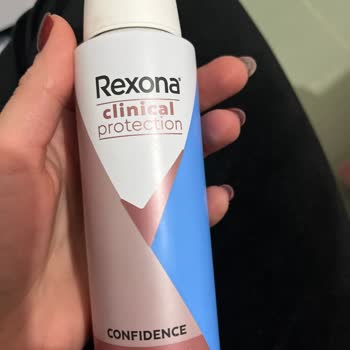 Rexona
clinical
protection
CONFIDENCE